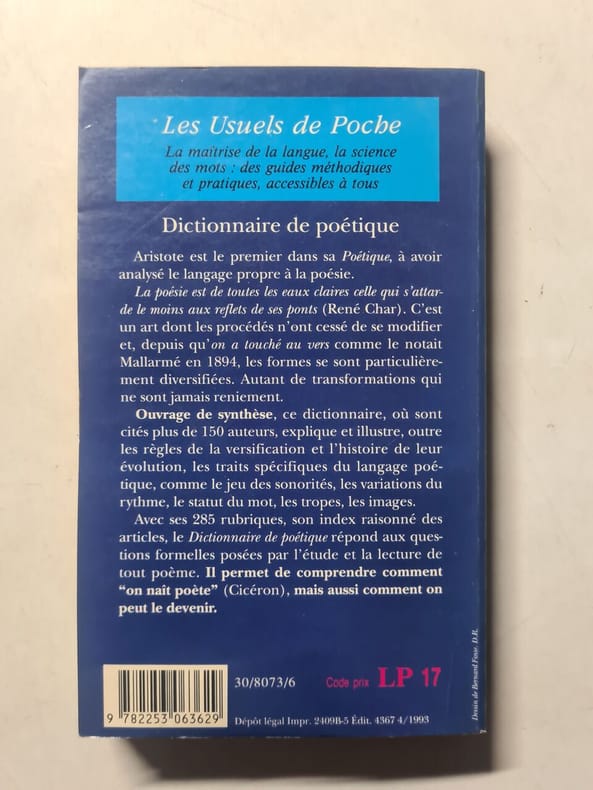 Les Usuels de Poche
La maîtrise de la langue, la science
des mots : des guides méthodiques
et pratiques, accessibles à tous
Dictionnaire de poétique
Aristote est le premier dans sa Poétique, à avoir
analysé le langage propre à la poésie.
La poésie est de toutes les eaux claires celle qui s'attar-
de le moins aux reflets de ses ponts (René Char). C'est
un art dont les procédés n'ont cessé de se modifier
et, depuis qu'on a touché au vers comme le notait
Mallarmé en 1894, les formes se sont particulière-
ment diversifiées. Autant de transformations qui
ne sont jamais reniement.
Ouvrage de synthèse, ce dictionnaire, où sont
cités plus de 150 auteurs, explique et illustre, outre
les règles de la versification et l'histoire de leur
évolution, les traits spécifiques du langage poé-
tique, comme le jeu des sonorités, les variations du
rythme, le statut du mot, les tropes, les images.
Avec ses 285 rubriques, son index raisonné des
articles, le Dictionnaire de poétique répond aux ques-
tions formelles posées par l'étude et la lecture de
tout poème. Il permet de comprendre comment
“on naît poète” (Cicéron), mais aussi comment on
peut le devenir.
30/8073/6
Code prix LP 17
9 782253 063629
Dépôt légal Impr. 2409B-5 Édit. 4367 4/1993